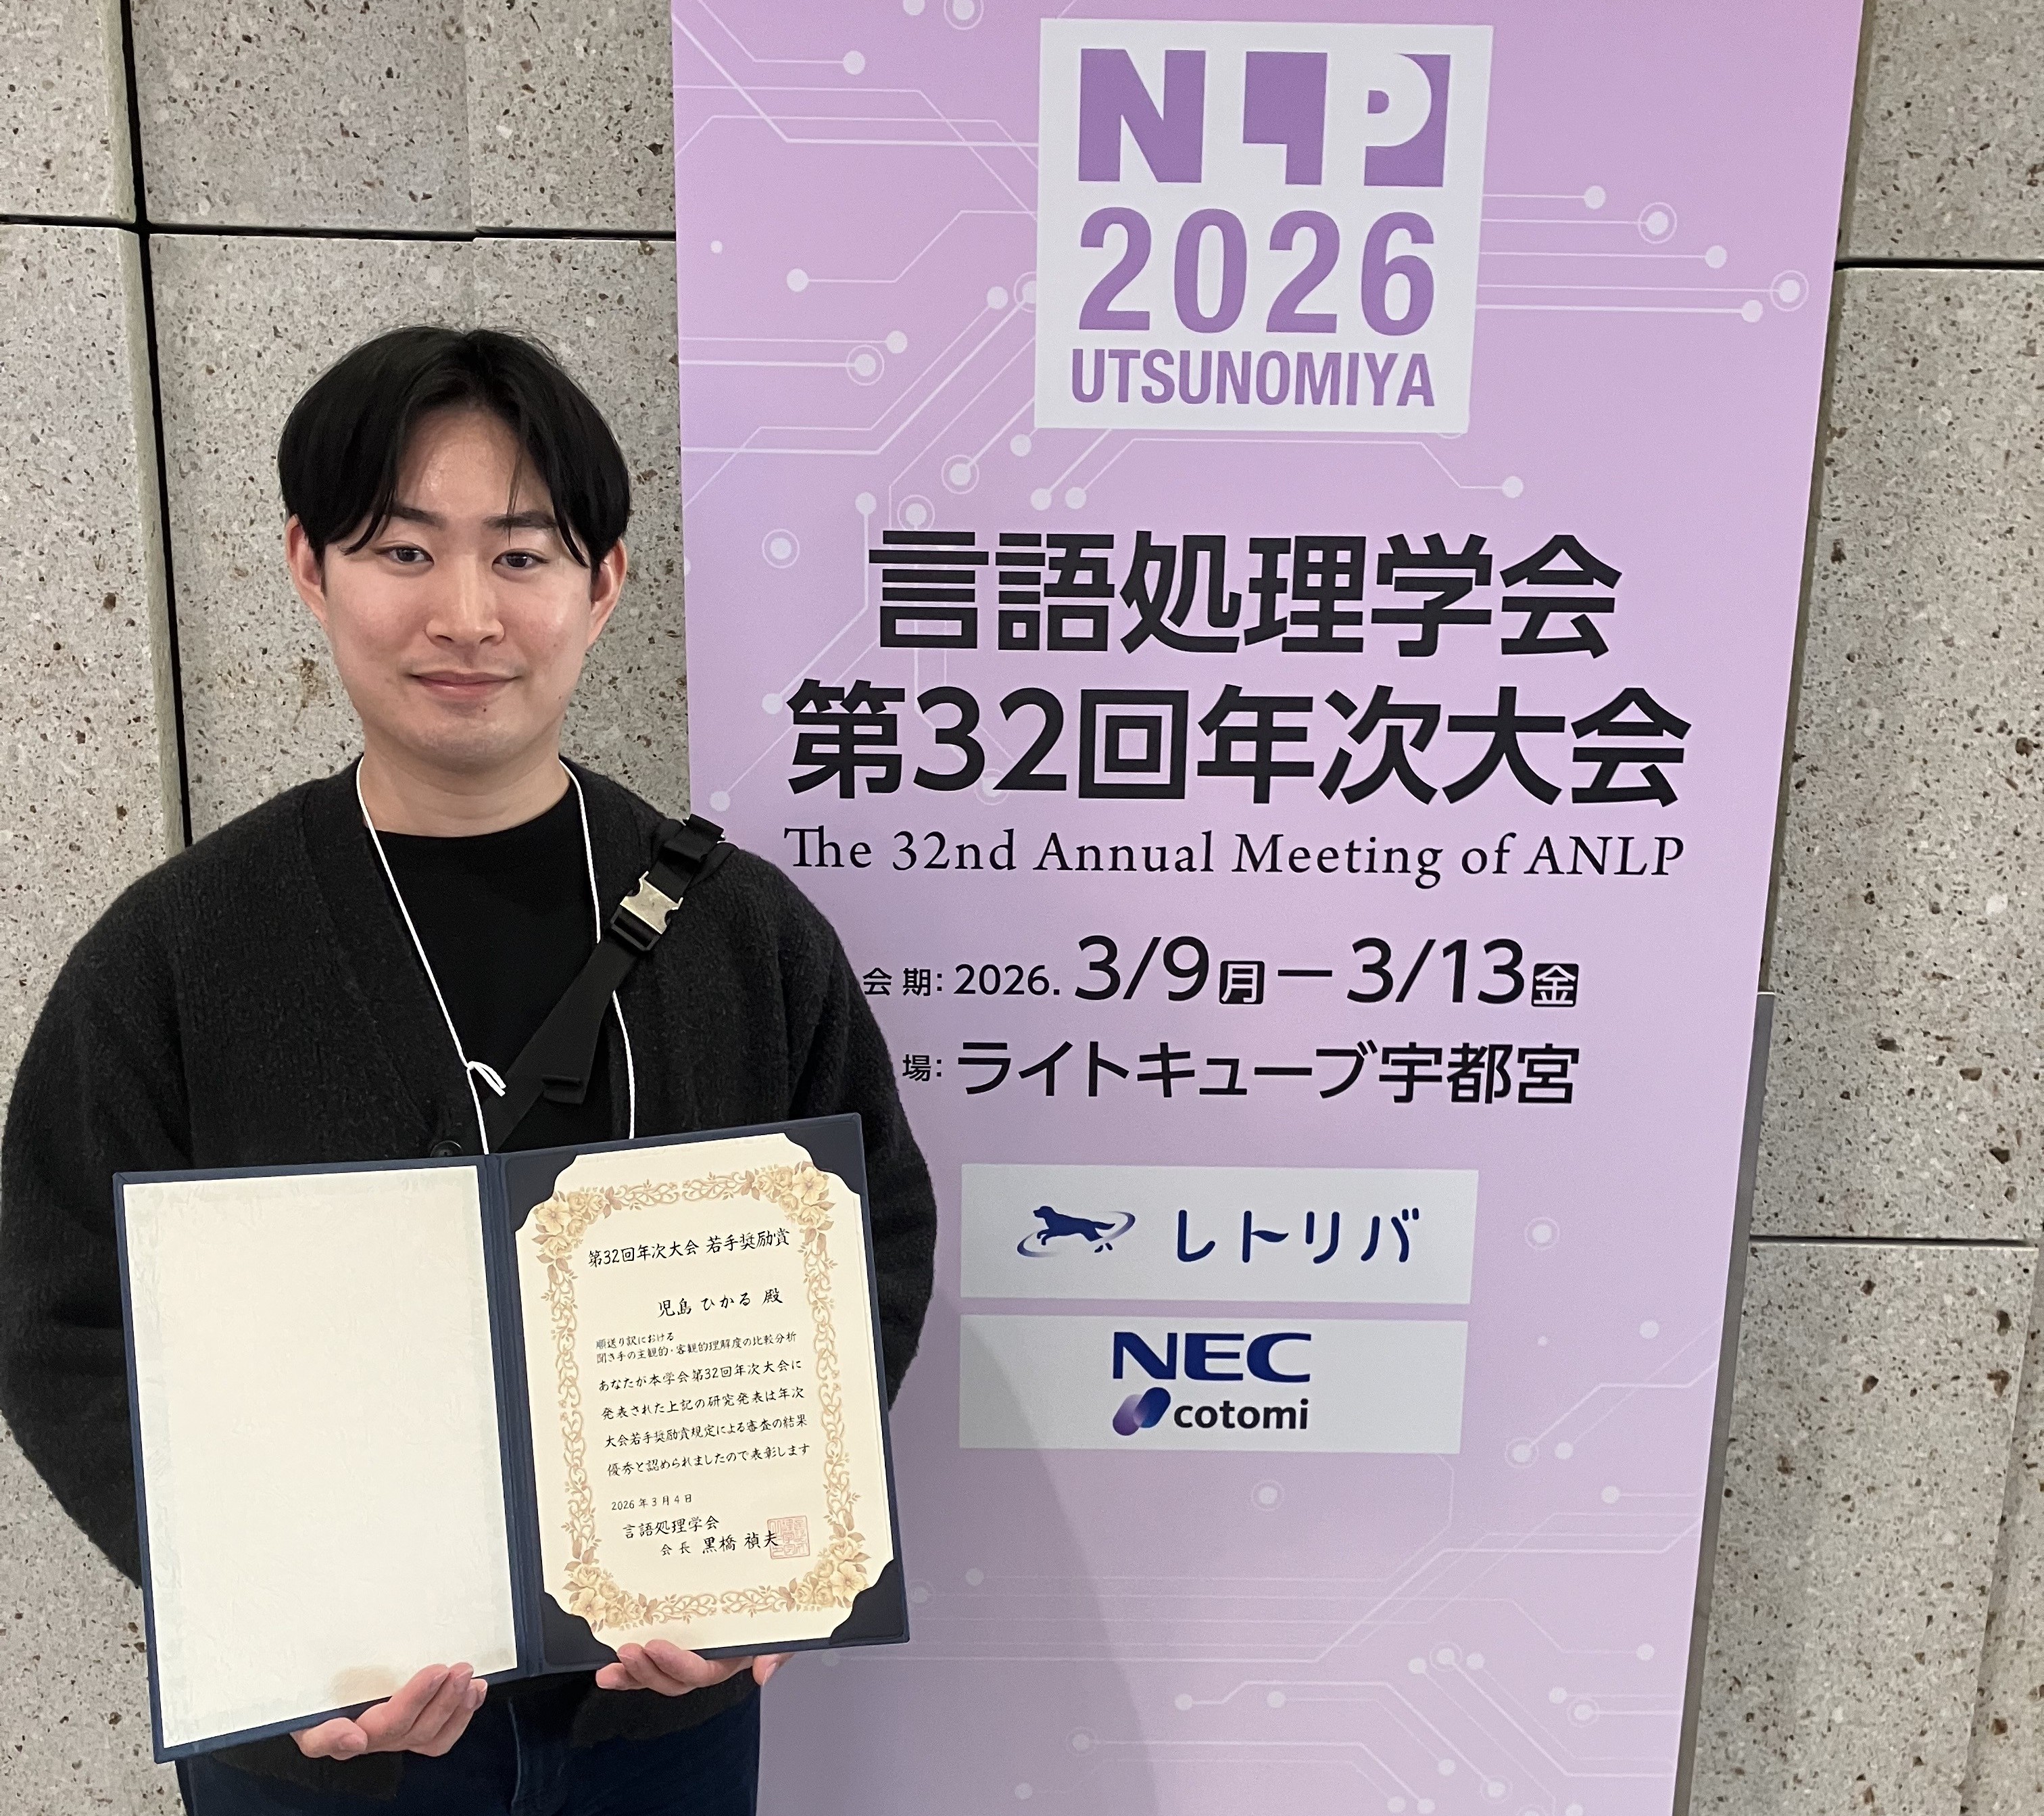 NLP
2026
UTSUNOMIYA
言語処理学会
第32回年次大会
The 32nd Annual Meeting of ANLP
会 期: 2026. 3/9月－3/13金
場: ライトキューブ宇都宮
レトリバ
NEC
cotomi
第32回年次大会 若手奨励賞
児島 ひかる 殿
順送り訳における
聞き手の主観的・客観的理解度の比較分析
あなたが本学会第32回年次大会に
発表された上記の研究発表は年次
大会若手奨励賞規定による審査の結果
優秀と認められましたので表彰します
2026年3月4日
言語処理学会
会長 黒橋 禎夫